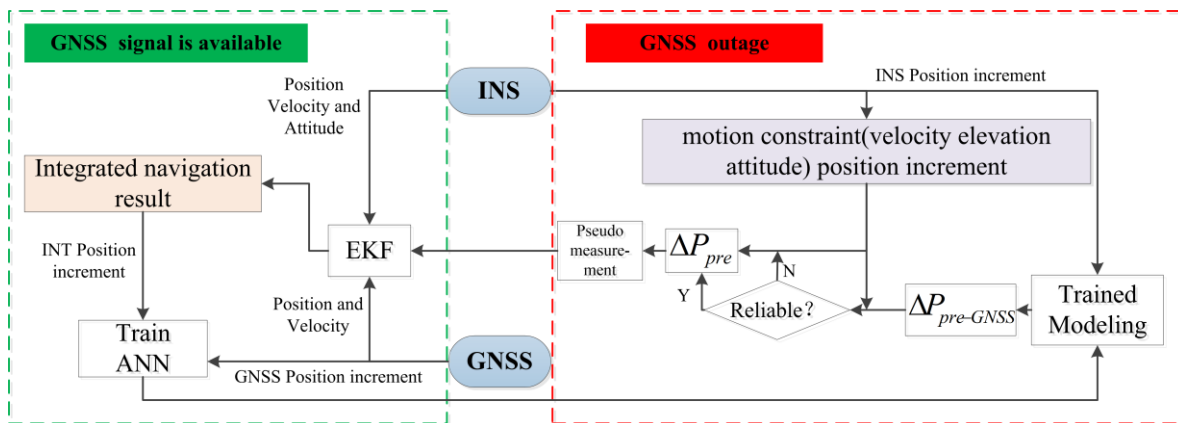 GNSS signal is available
GNSS outage
Position
Velocity and
Attitude
INS
INS Position increment
motion constraint(velocity elevation
attitude) position increment
Integrated navigation
result
INT Position
increment
EKF
Pseudo
measure-
ment
ΔP_pre
N
Y
Reliable?
ΔP_pre-GNSS
Trained
Modeling
Position and
Velocity
Train
ANN
GNSS Position increment
GNSS